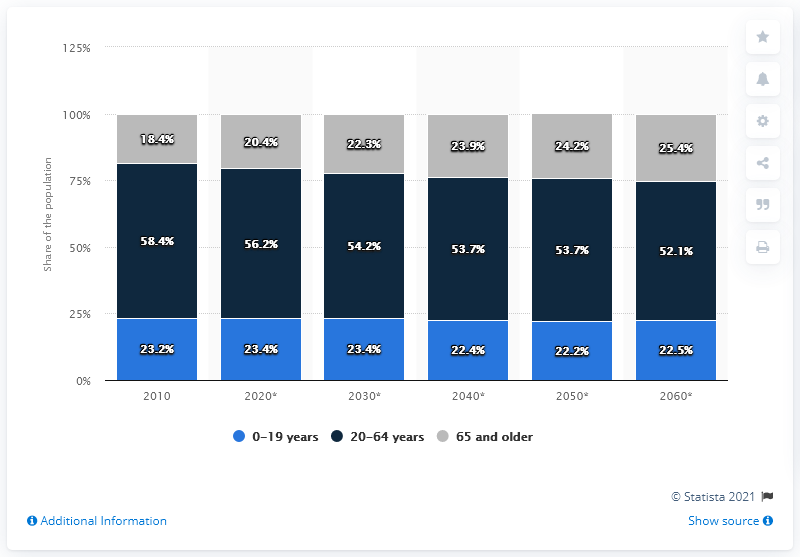 125%
100%
75%
50%
25%
0%
Share of the population
18.4% 20.4% 22.3% 23.9% 24.2% 25.4%
58.4% 56.2% 54.2% 53.7% 53.7% 52.1%
23.2% 23.4% 23.4% 22.4% 22.2% 22.5%
2010 2020* 2030* 2040* 2050* 2060*
0-19 years 20-64 years 65 and older
© Statista 2021
Additional Information Show source